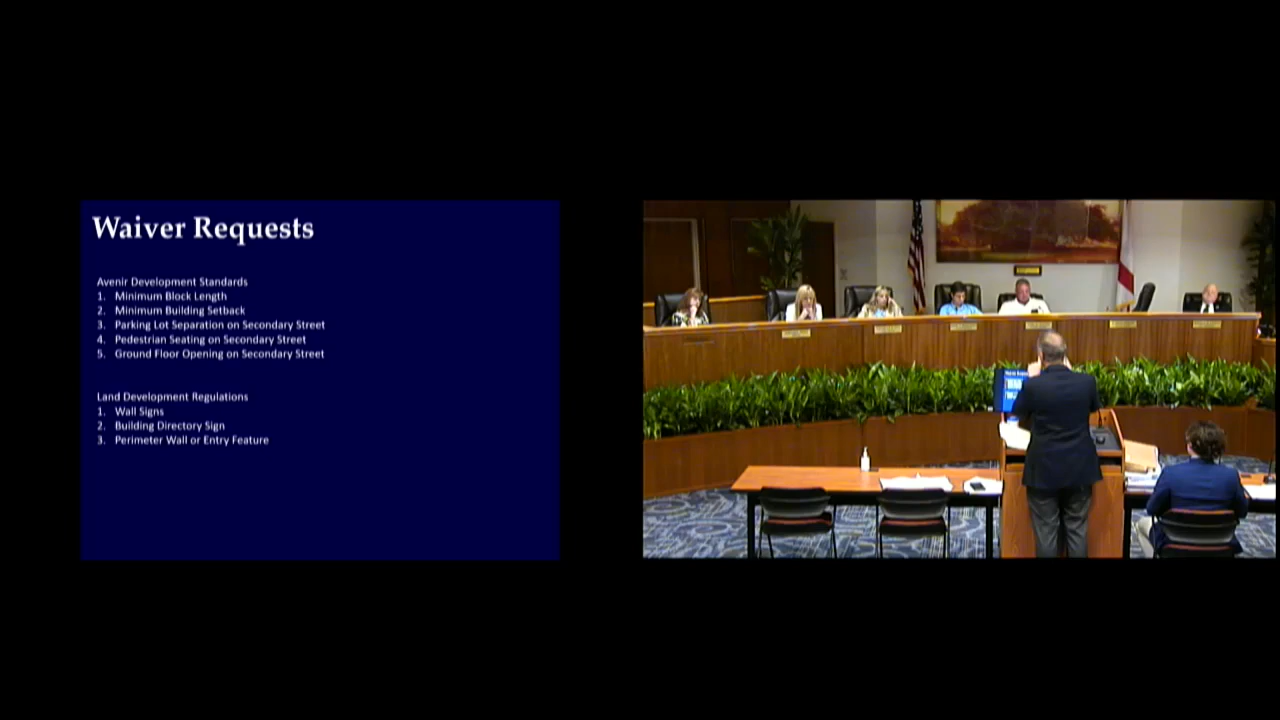 Waiver Requests
Avenir Development Standards
1. Minimum Block Length
2. Minimum Building Setback
3. Parking Lot Separation on Secondary Street
4. Pedestrian Seating on Secondary Street
5. Ground Floor Opening on Secondary Street
Land Development Regulations
1. Wall Signs
2. Building Directory Sign
3. Perimeter Wall or Entry Feature